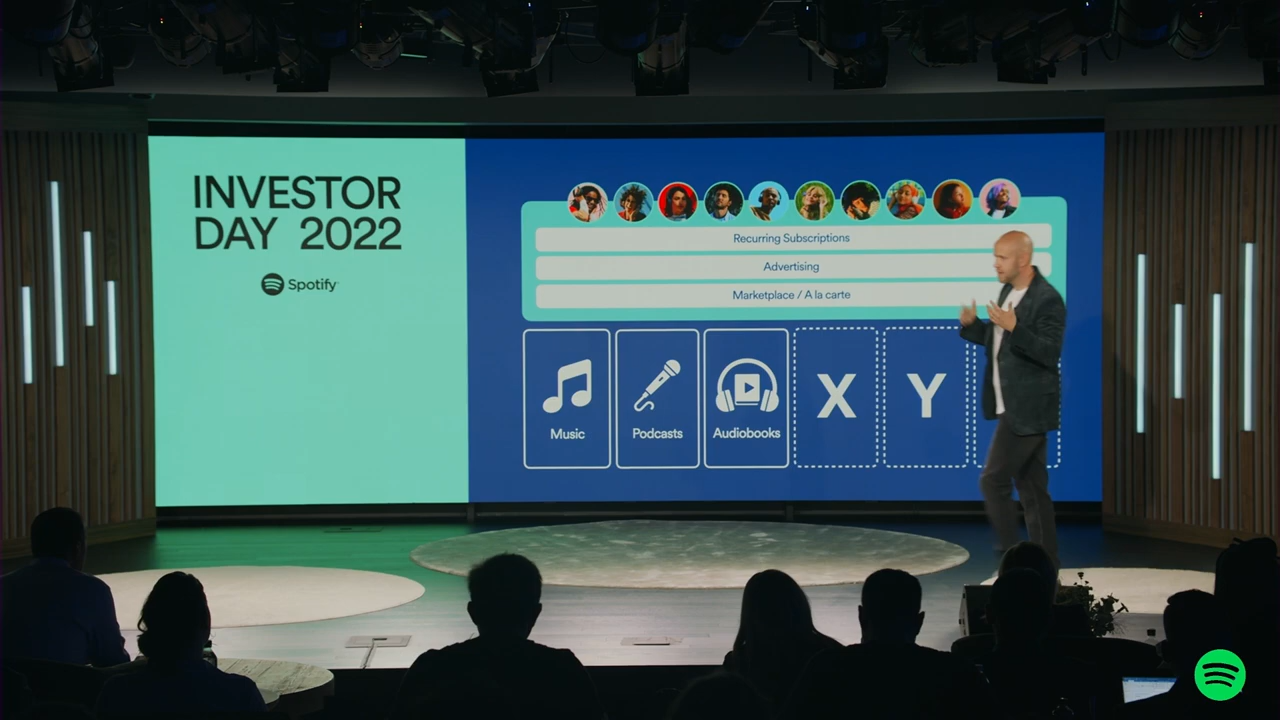 INVESTOR
DAY 2022
Spotify
Recurring Subscriptions
Advertising
Marketplace / A la carte
Music
Podcasts
Audiobooks
X
Y